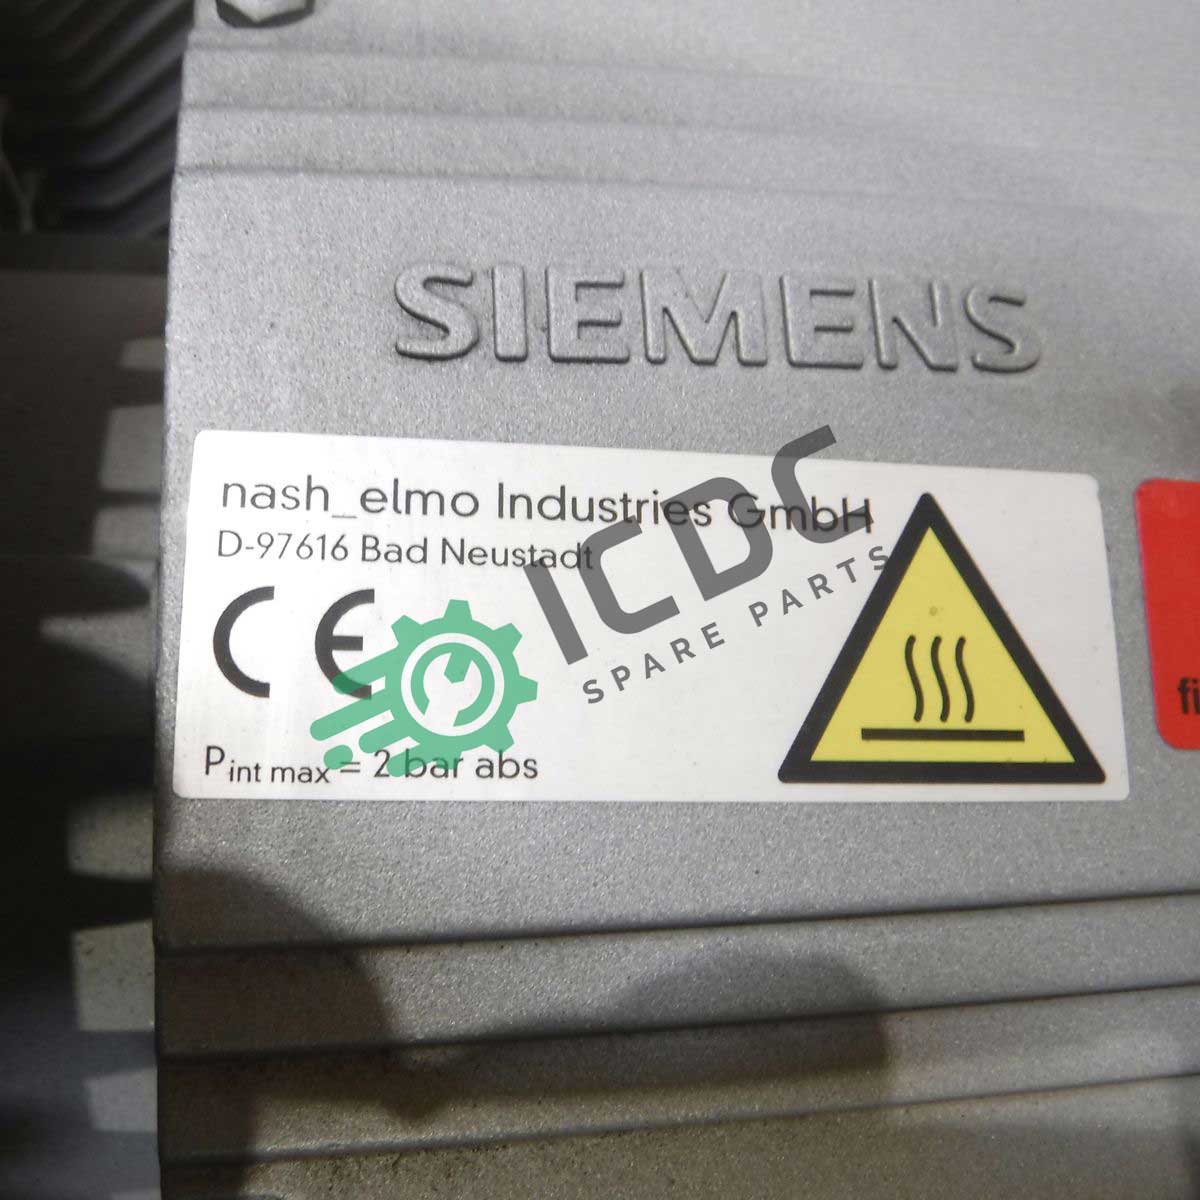 SIEMENS
nash_elmo Industries GmbH
D-97616 Bad Neustadt
CE
ICDC
SPARE PARTS
Pint max = 2 bar abs